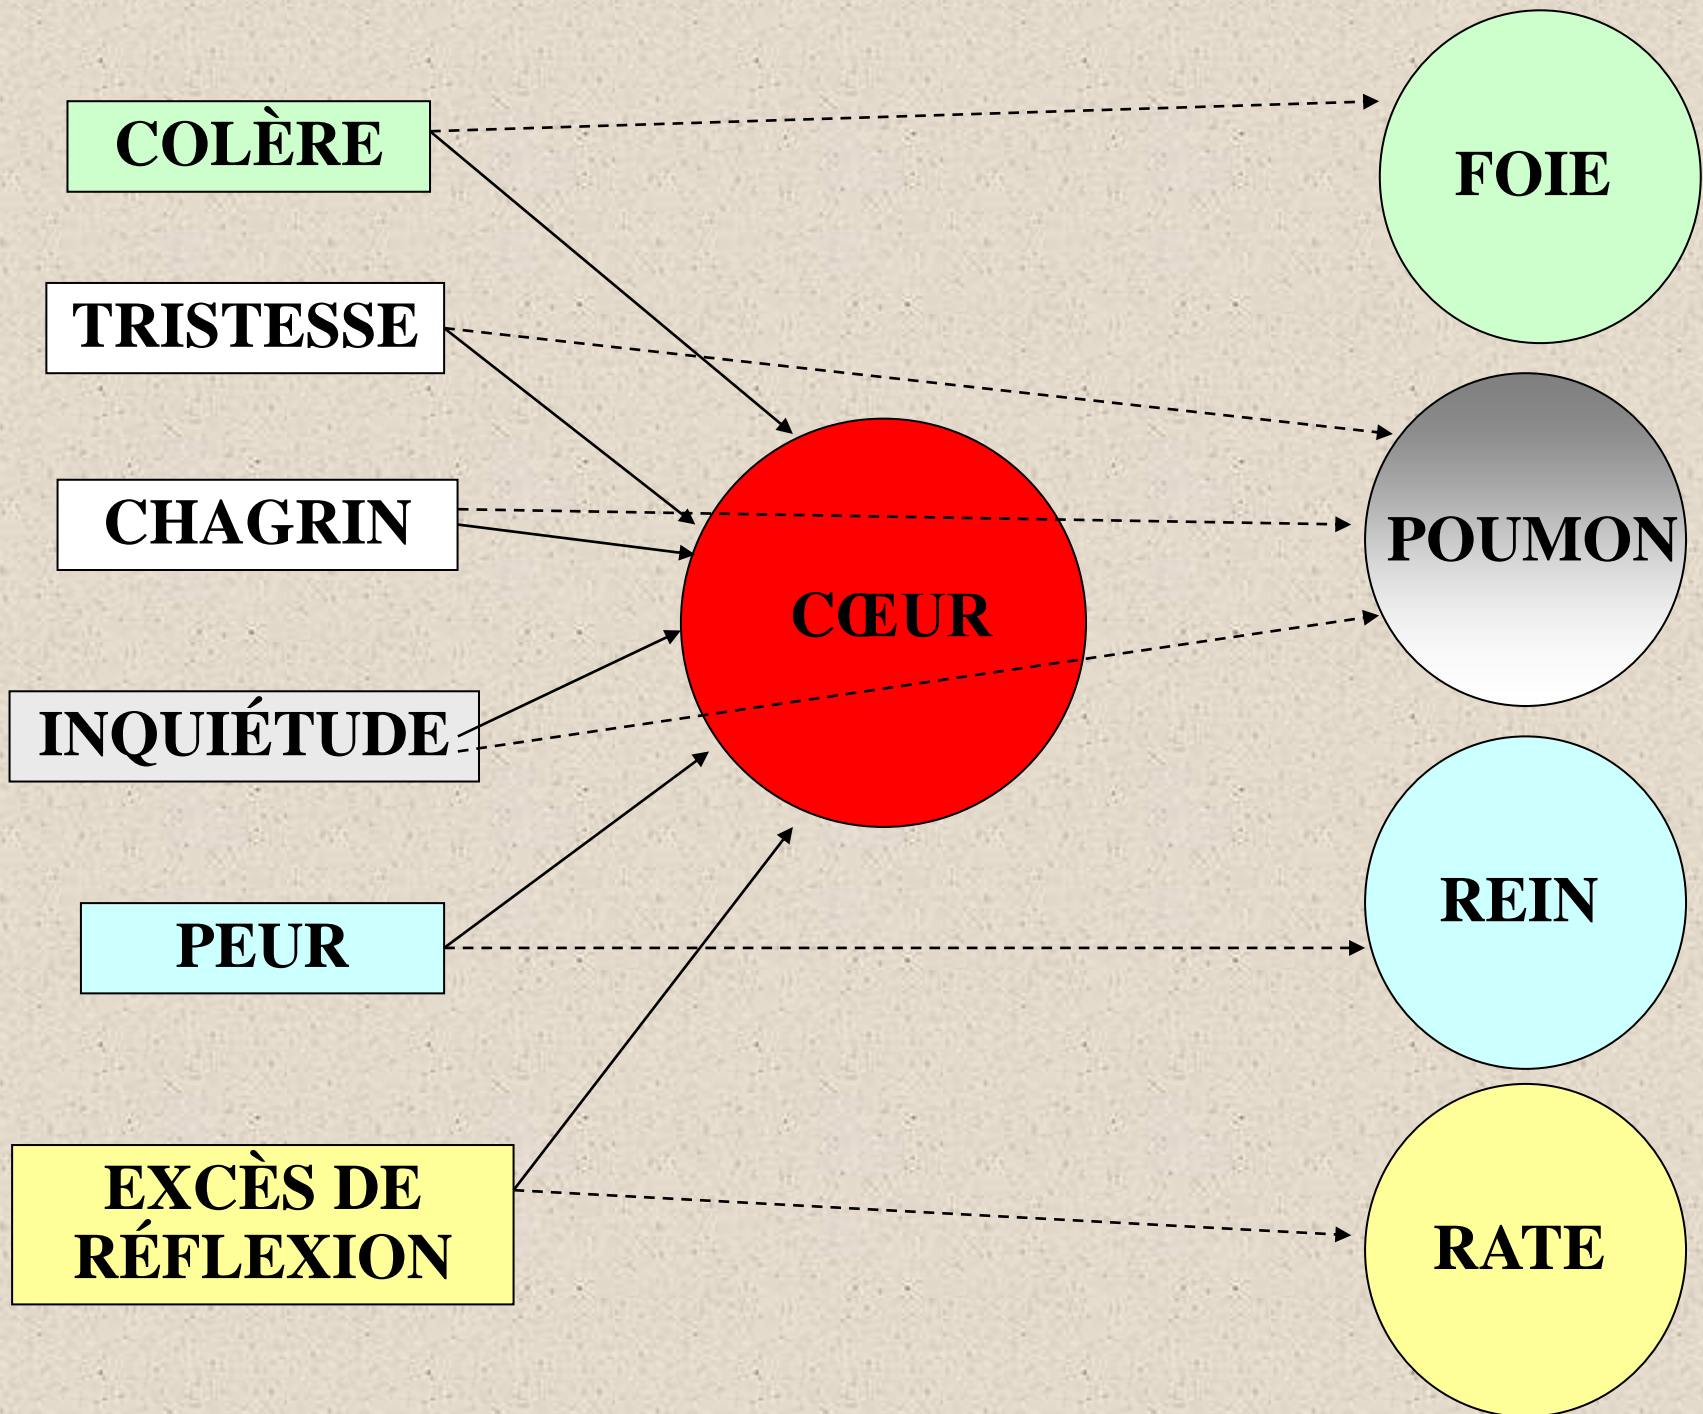 COLÈRE
FOIE
TRISTESSE
CHAGRIN
POUMON
CŒUR
INQUIÉTUDE
PEUR
REIN
EXCÈS DE
RÉFLEXION
RATE